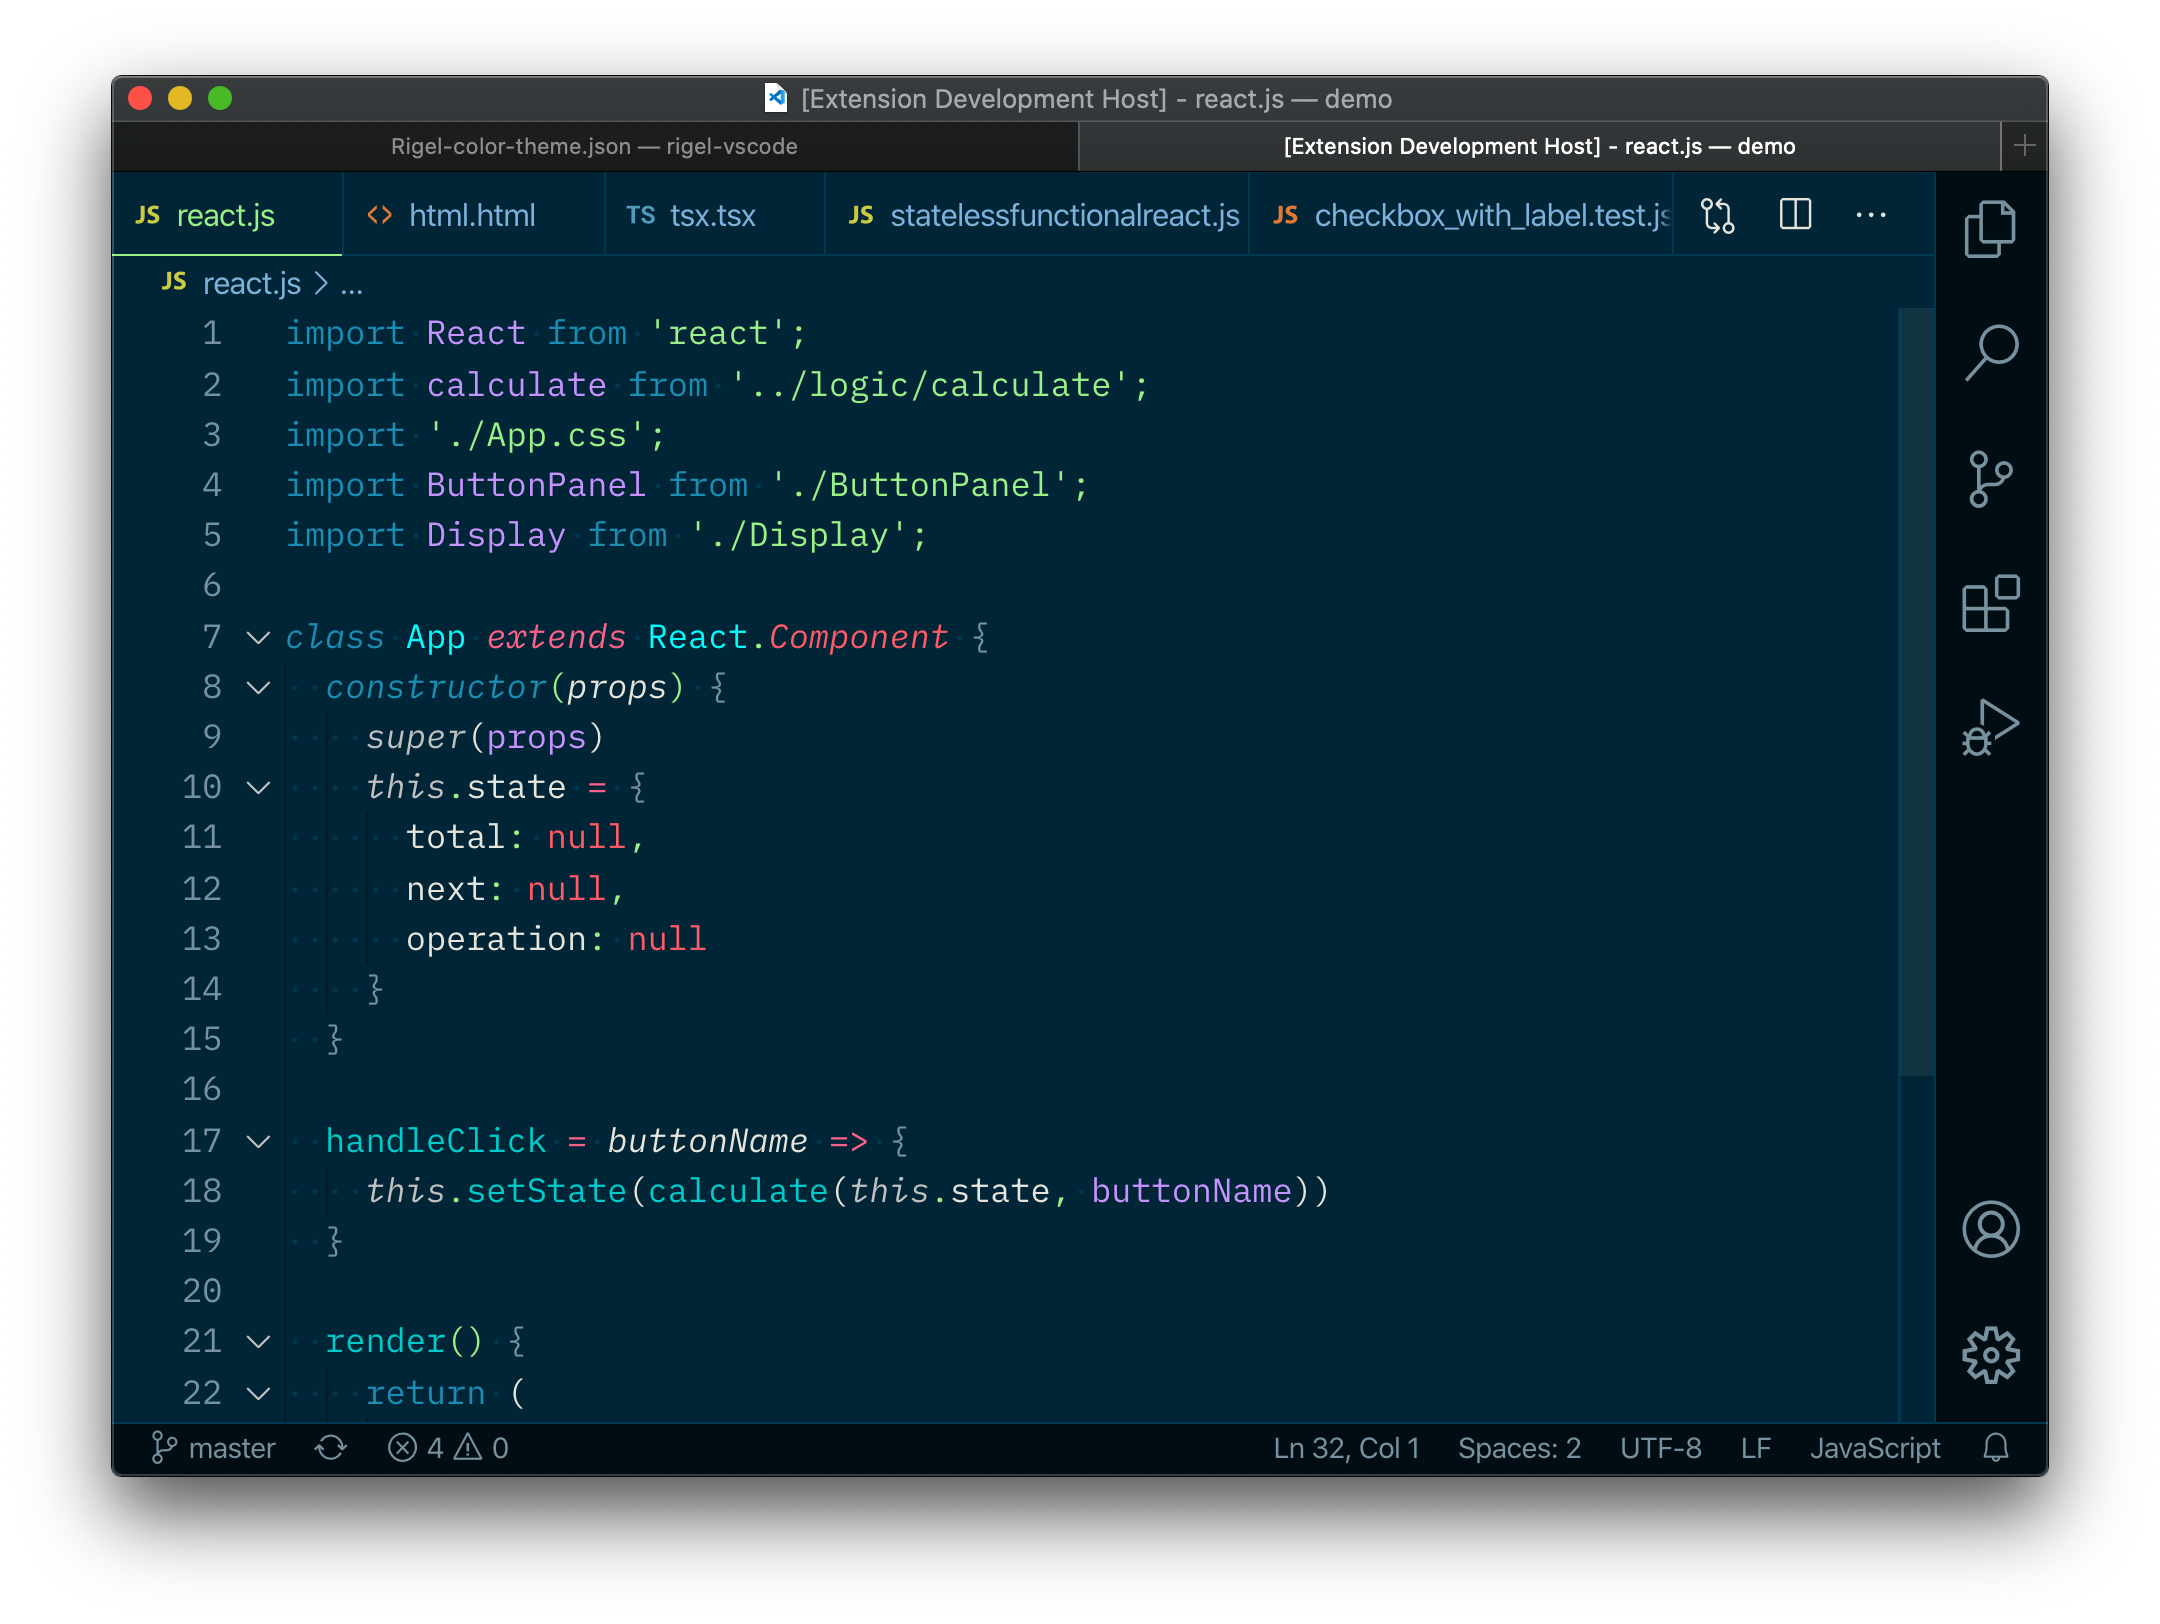 [Extension Development Host] - react.js — demo
Rigel-color-theme.json — rigel-vscode
[Extension Development Host] - react.js — demo
JS react.js
<> html.html
TS tsx.tsx
JS statelessfunctionalreact.js
JS checkbox_with_label.test.js
JS react.js > ...
1 import React from 'react';
2 import calculate from '../logic/calculate';
3 import './App.css';
4 import ButtonPanel from './ButtonPanel';
5 import Display from './Display';
6
7 class App extends React.Component {
8   constructor(props) {
9     super(props)
10     this.state = {
11       total: null,
12       next: null,
13       operation: null
14     }
15   }
16
17   handleClick = buttonName => {
18     this.setState(calculate(this.state, buttonName))
19   }
20
21   render() {
22     return (
master 4 0 Ln 32, Col 1 Spaces: 2 UTF-8 LF JavaScript